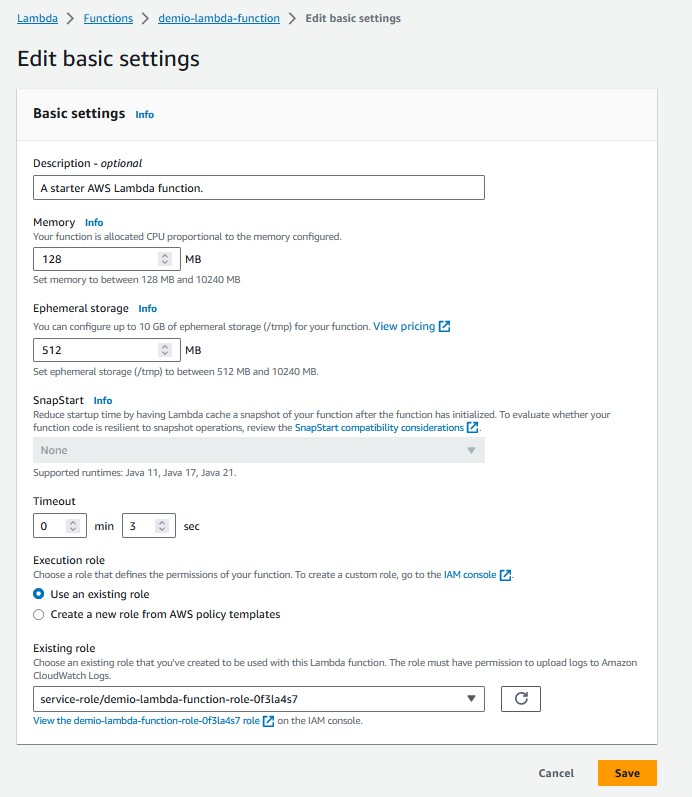 Lambda > Functions > demio-lambda-function > Edit basic settings
Edit basic settings
Basic settings Info
Description - optional
A starter AWS Lambda function.
Memory Info
Your function is allocated CPU proportional to the memory configured.
128 MB
Set memory to between 128 MB and 10240 MB
Ephemeral storage Info
You can configure up to 10 GB of ephemeral storage (/tmp) for your function. View pricing
512 MB
Set ephemeral storage (/tmp) to between 512 MB and 10240 MB.
SnapStart Info
Reduce startup time by having Lambda cache a snapshot of your function after the function has initialized. To evaluate whether your
function code is resilient to snapshot operations, review the SnapStart compatibility considerations.
None
Supported runtimes: Java 11, Java 17, Java 21.
Timeout
0 min 3 sec
Execution role
Choose a role that defines the permissions of your function. To create a custom role, go to the IAM console.
Use an existing role
Create a new role from AWS policy templates
Existing role
Choose an existing role that you've created to be used with this Lambda function. The role must have permission to upload logs to Amazon
CloudWatch Logs.
service-role/demio-lambda-function-role-0f3la4s7
View the demio-lambda-function-role-0f3la4s7 role on the IAM console.
Cancel Save